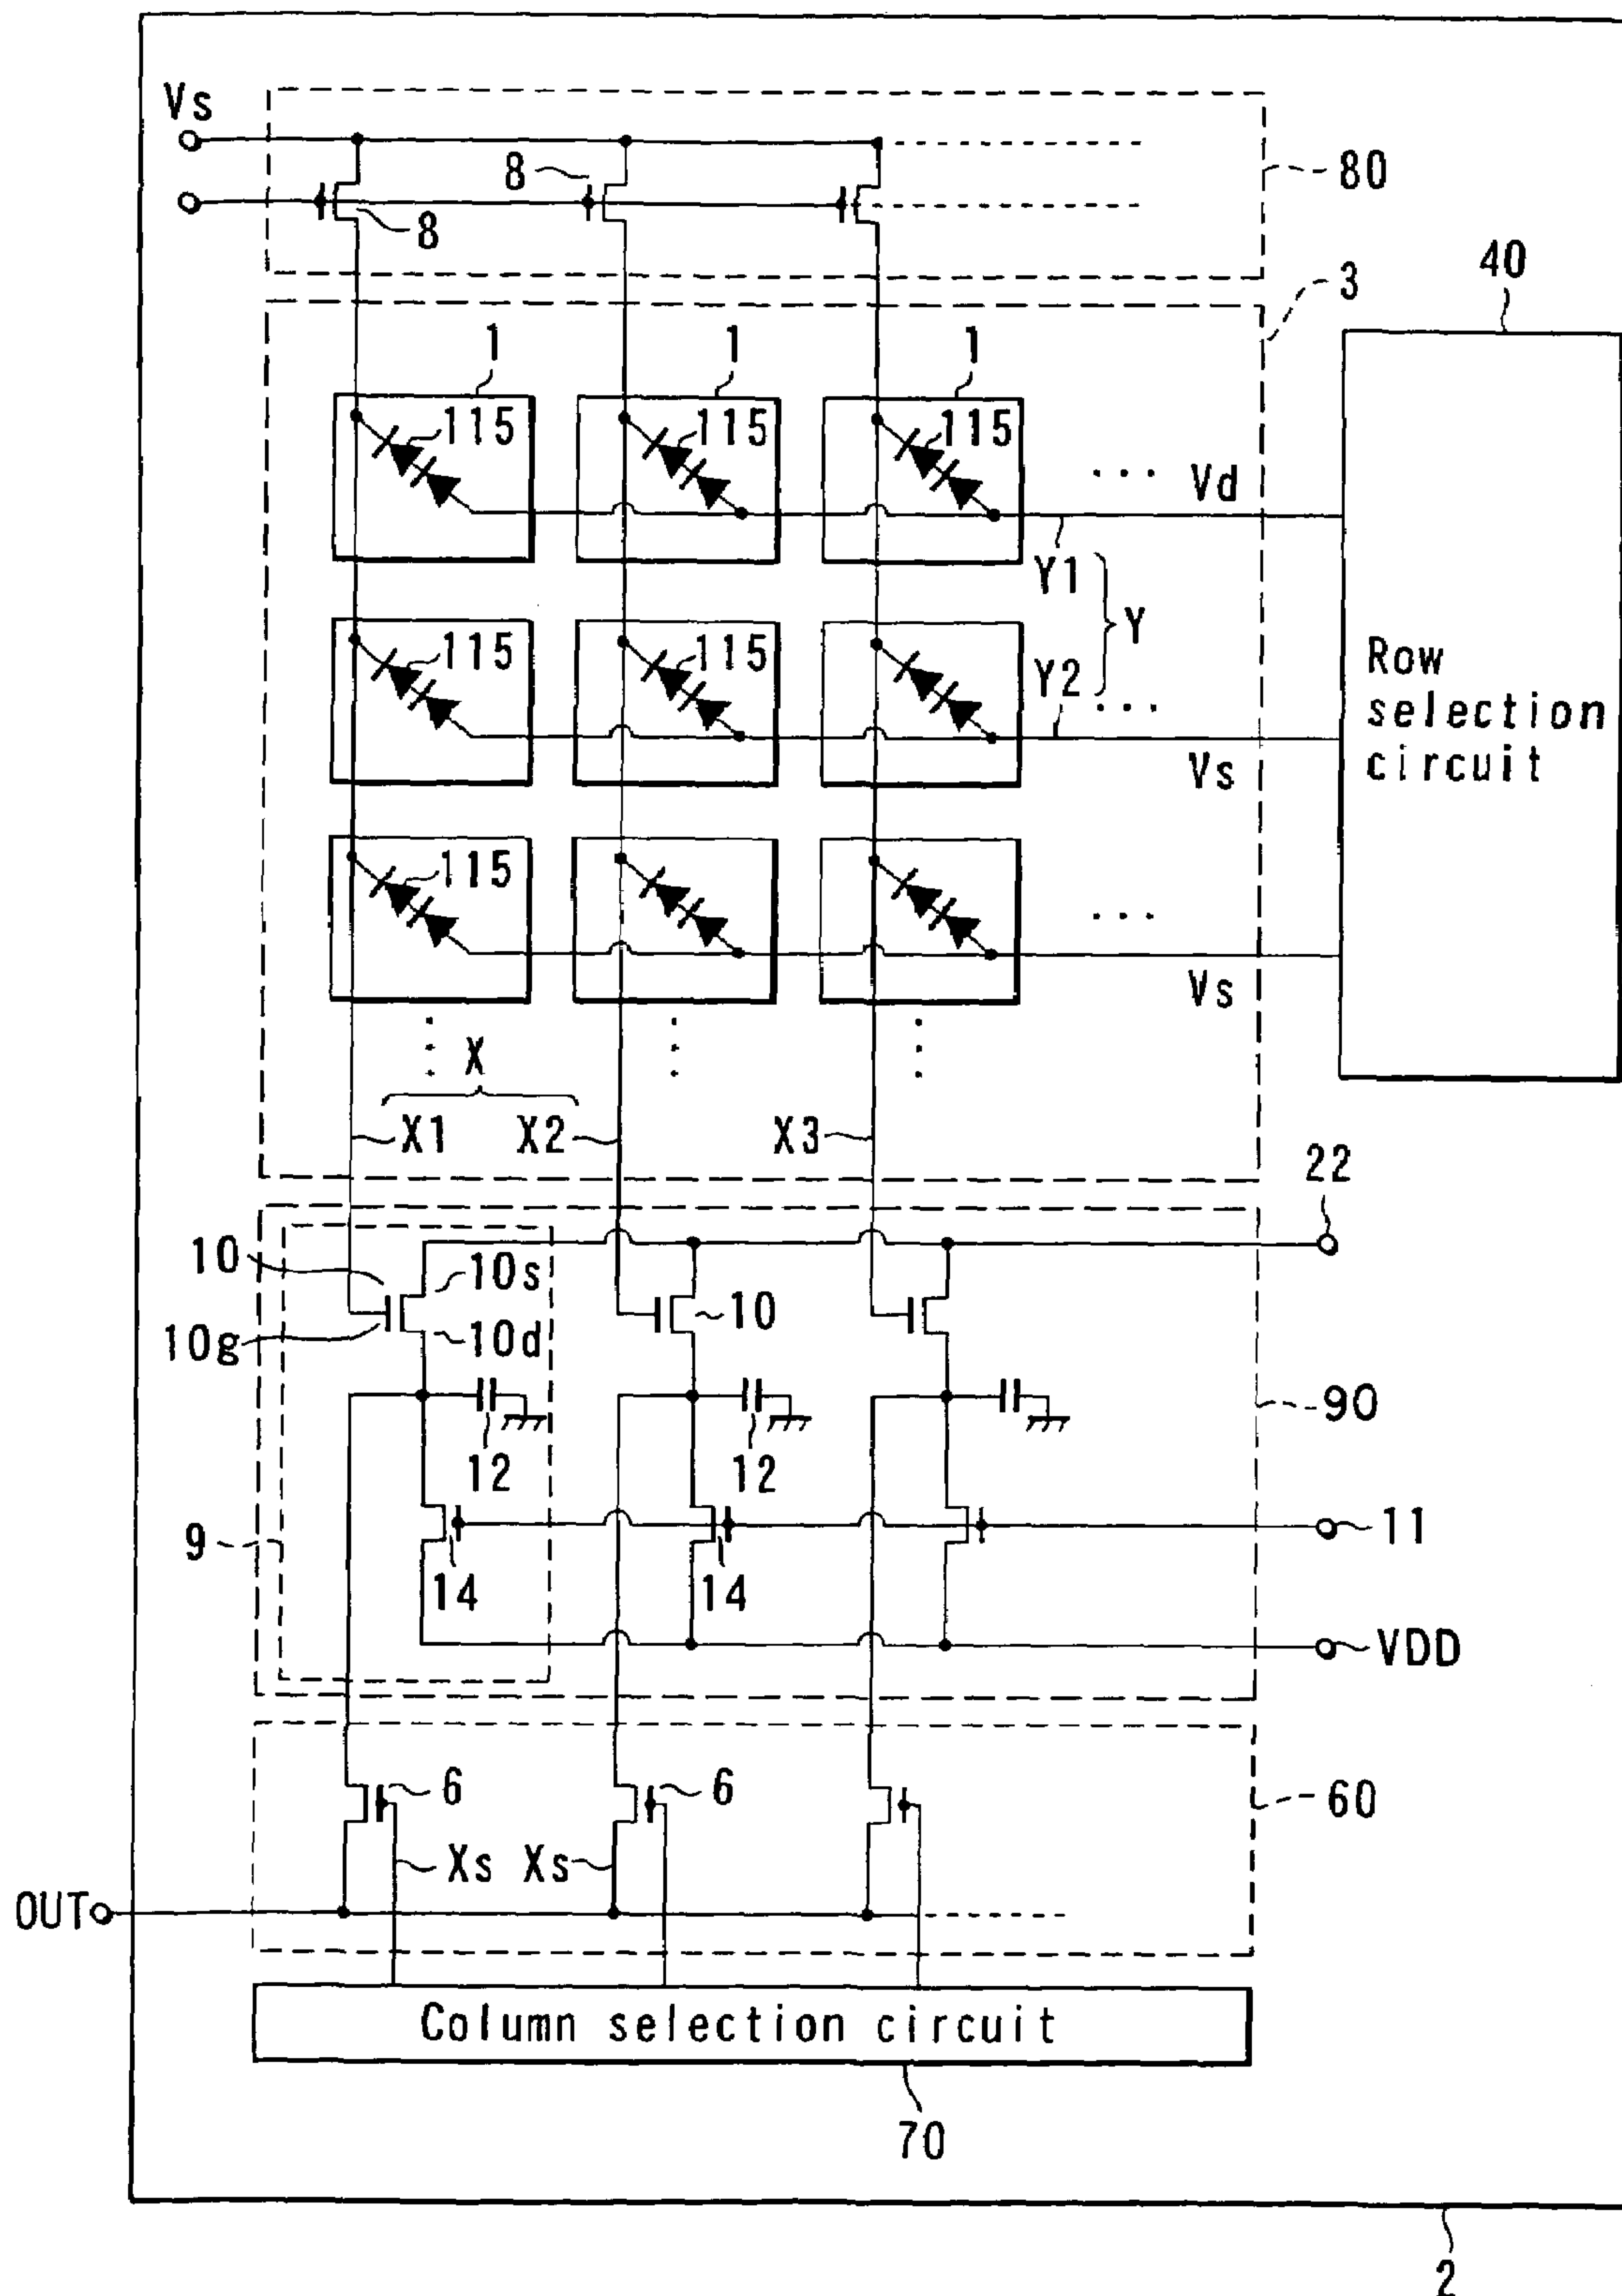 Vs
8
80
8
40
3
1 1 1
115 115 115
... Vd
Y1
Y
115 115
Y2
...
Row
selection
circuit
Vs
115
...
Vs
X
X1 X2 X3
22
10
10s
10
10g
10d
90
12 12
9
11
14 14
VDD
6 6
60
Xs Xs
OUT
Column selection circuit
70
2